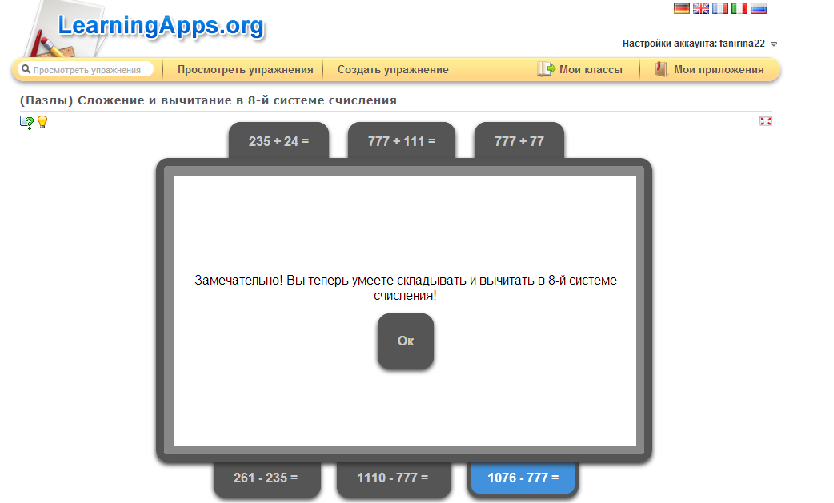 LearningApps.org
Настройки аккаунта: fanirina22
Просмотреть упражнения
Просмотреть упражнения
Создать упражнение
Мои классы
Мои приложения
(Пазлы) Сложение и вычитание в 8-й системе счисления
235 + 24 =
777 + 111 =
777 + 77
Замечательно! Вы теперь умеете складывать и вычитать в 8-й системе
счисления!
Ок
261 - 235 =
1110 - 777 =
1076 - 777 =